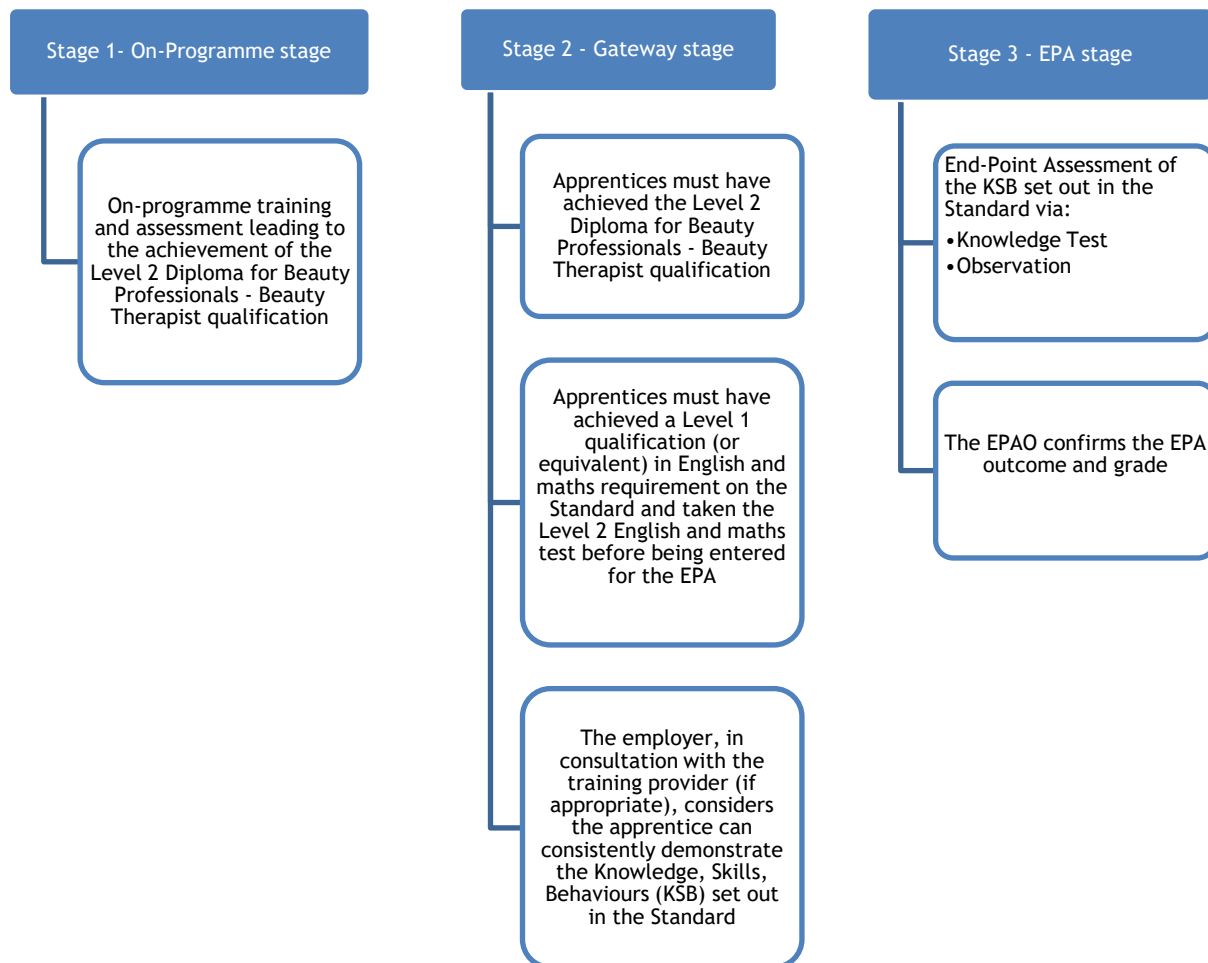 Stage 1- On-Programme stage
On-programme training
and assessment leading to
the achievement of the
Level 2 Diploma for Beauty
Professionals - Beauty
Therapist qualification
Stage 2 - Gateway stage
Apprentices must have
achieved the Level 2
Diploma for Beauty
Professionals - Beauty
Therapist qualification
Apprentices must have
achieved a Level 1
qualification (or
equivalent) in English and
maths requirement on the
Standard and taken the
Level 2 English and maths
test before being entered
for the EPA
The employer, in
consultation with the
training provider (if
appropriate), considers
the apprentice can
consistently demonstrate
the Knowledge, Skills,
Behaviours (KSB) set out
in the Standard
Stage 3 - EPA stage
End-Point Assessment of
the KSB set out in the
Standard via:
•Knowledge Test
•Observation
The EPAO confirms the EPA
outcome and grade